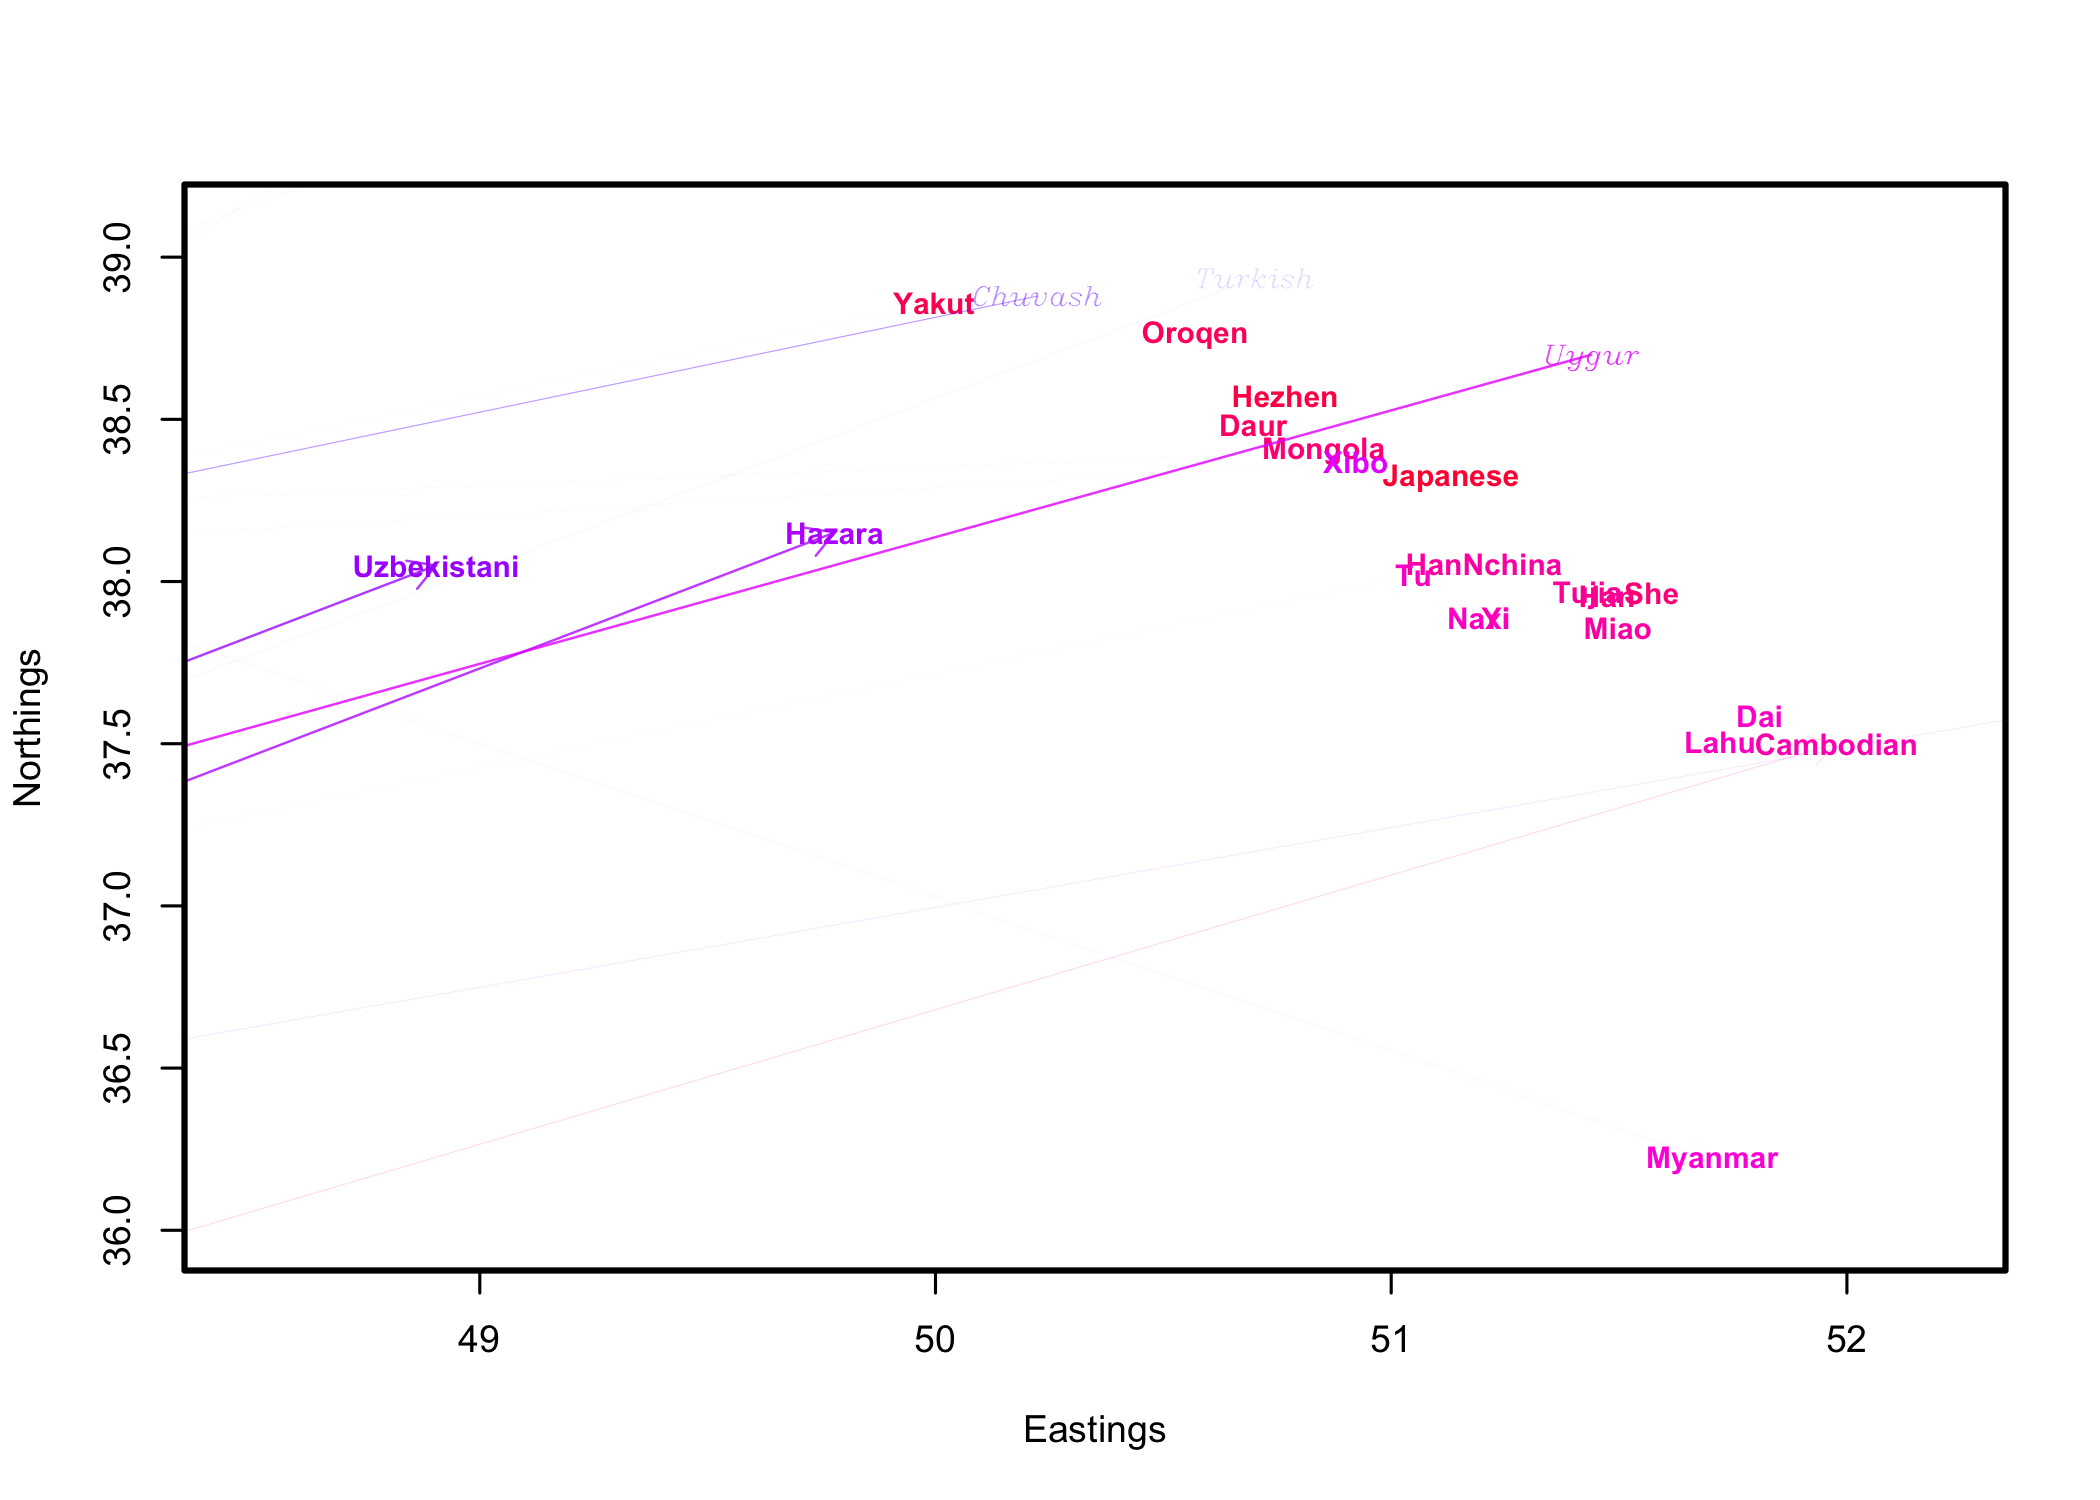 39.0
38.5
38.0
37.5
37.0
36.5
36.0
Northings
Turkish
Chuvash
Yakut
Oroqen
Uygur
Hezhen
Daur
Mongola
Xibo
Japanese
Hazara
Uzbekistani
HanNchina
Tu
Tujia
Han
She
Naxi
Yi
Miao
Dai
Lahu
Cambodian
Myanmar
49 50 51 52
Eastings